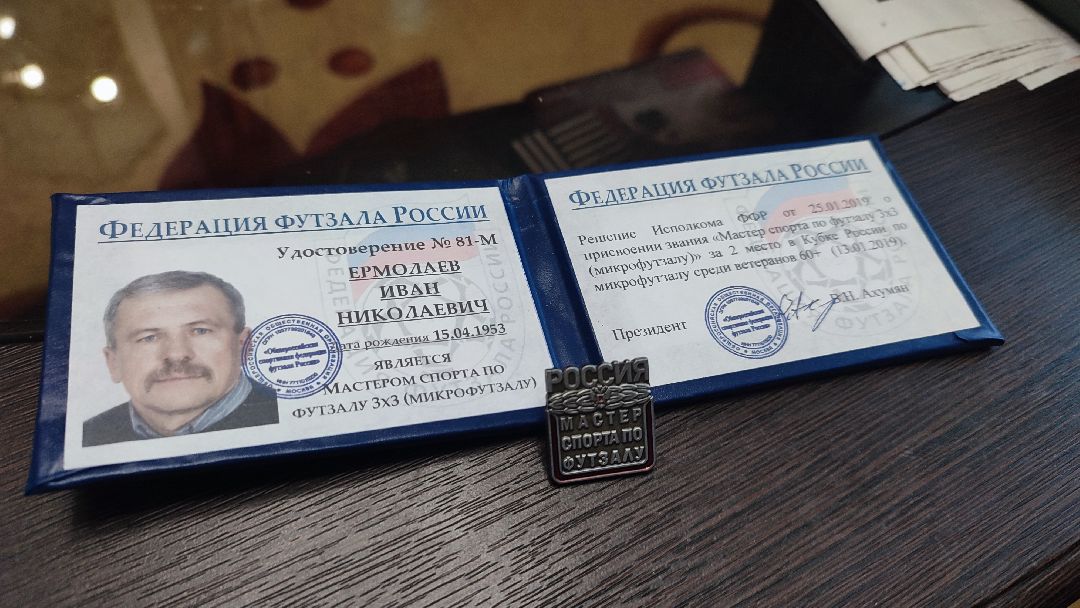 ФЕДЕРАЦИЯ ФУТЗАЛА РОССИИ
Удостоверение № 81-М
ЕРМОЛАЕВ
ИВАН
НИКОЛАЕВИЧ
ата рождения 15.04.1953
ЯВЛЯЕТСЯ
МАСТЕРОМ СПОРТА ПО
ФУТЗАЛУ 3Х3 (МИКРОФУТЗАЛУ)
ФЕДЕРАЦИЯ ФУТЗАЛА РОССИИ
Решение Исполкома ФФР от 25.01.2019г. о
присвоении звания «Мастер спорта по футзалу 3х3
(микрофутзалу)» за 2 место в Кубке России по
микрофутзалу среди ветеранов 60+ (13.01.2019).
Президент
В.Н. Ахумян
РОССИЯ
МАСТЕР
СПОРТА ПО
ФУТЗАЛУ